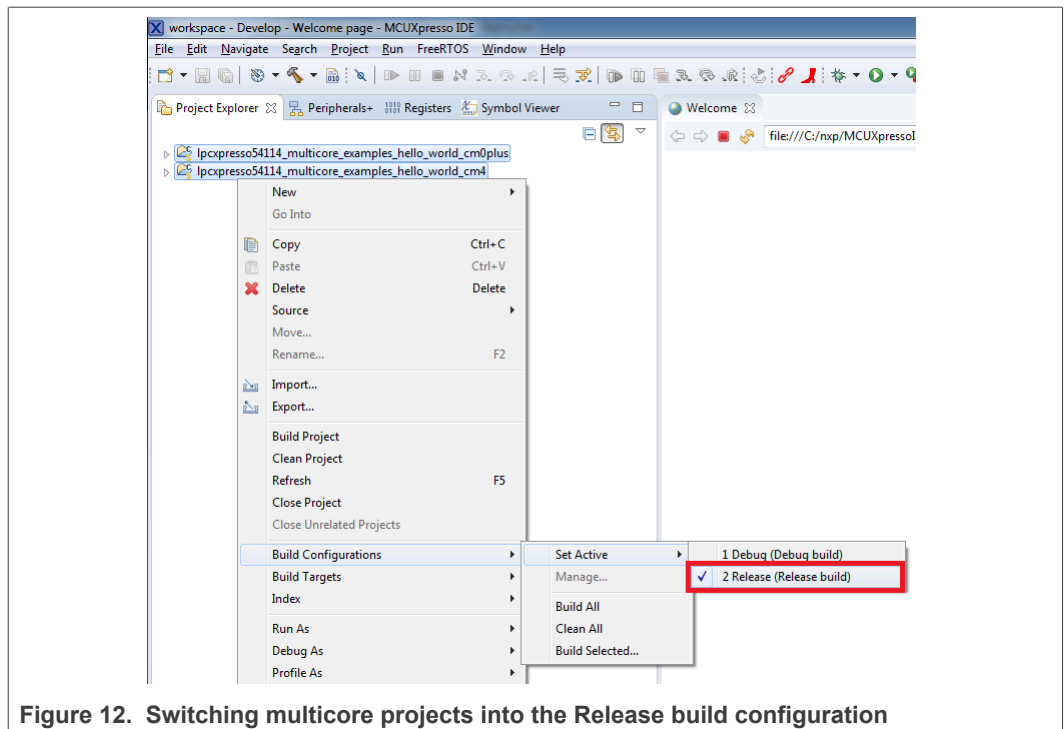 workspace - Develop - Welcome page - MCUXpresso IDE
File Edit Navigate Search Project Run FreeRTOS Window Help
Project Explorer Peripherals+ Registers Symbol Viewer Welcome
file:///C:/nxp/MCUXpressoI
lpcxpresso54114_multicore_examples_hello_world_cm0plus
lpcxpresso54114_multicore_examples_hello_world_cm4
New
Go Into
Copy Ctrl+C
Paste Ctrl+V
Delete Delete
Source
Move...
Rename... F2
Import...
Export...
Build Project
Clean Project
Refresh F5
Close Project
Close Unrelated Projects
Build Configurations Set Active 1 Debug (Debug build)
Build Targets Manage... 2 Release (Release build)
Index
Build All
Run As Clean All
Debug As Build Selected...
Profile As
Figure 12. Switching multicore projects into the Release build configuration